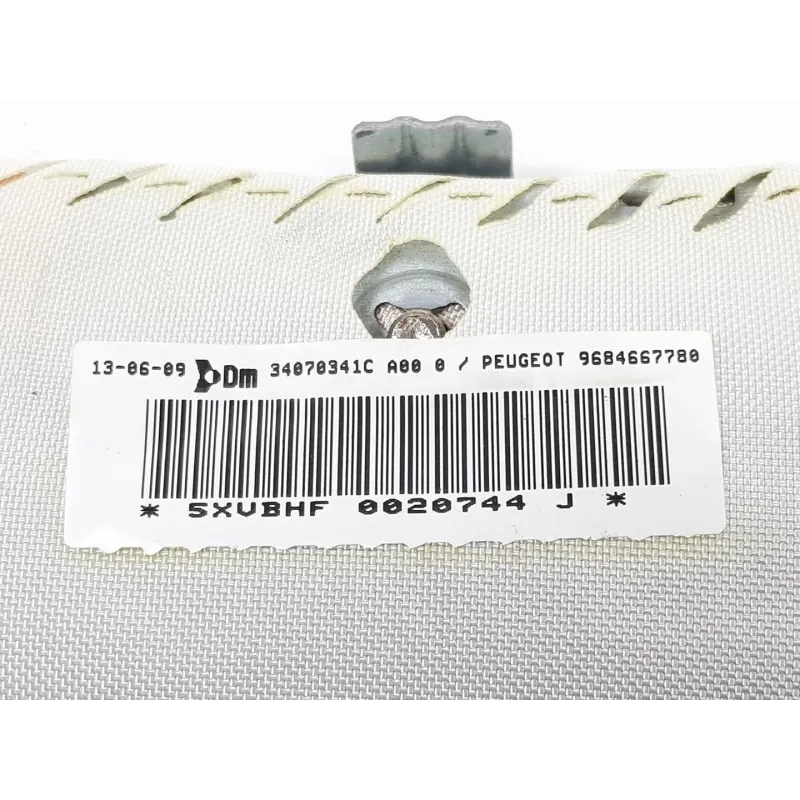 13-06-09 Dm 34070341C A00 0 / PEUGEOT 9684667780
* 5XVBHF 0020744 J *